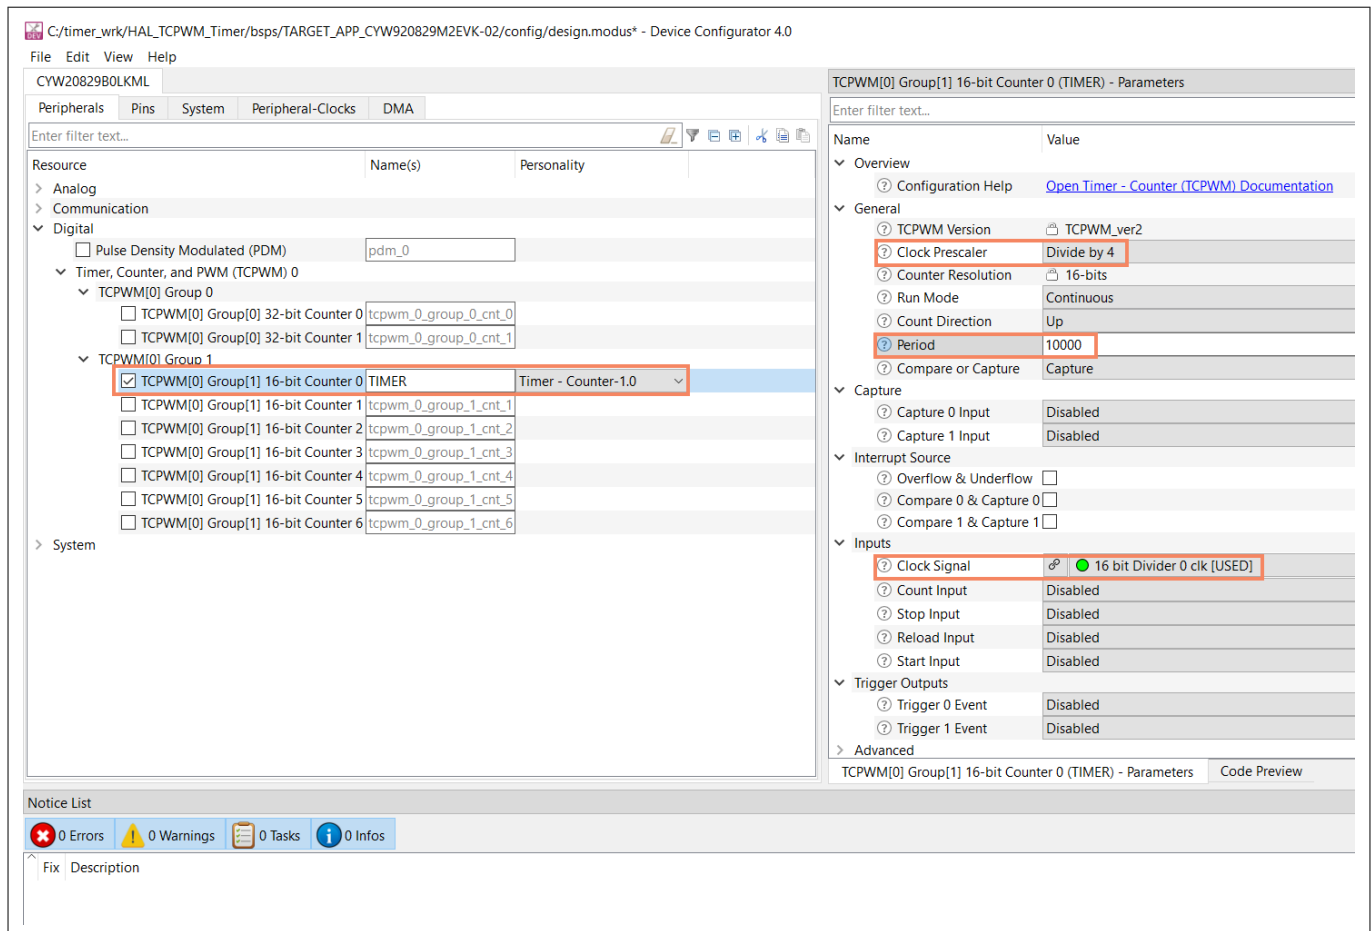 C:/timer_wrk/HAL_TCPWM_Timer/bsps/TARGET_APP_CYW920829M2EVK-02/config/design.modus* - Device Configurator 4.0
File Edit View Help
CYW20829B0LKML
Peripherals Pins System Peripheral-Clocks DMA
Enter filter text...
Resource Name(s) Personality
Analog
Communication
Digital
Pulse Density Modulated (PDM) pdm_0
Timer, Counter, and PWM (TCPWM) 0
TCPWM[0] Group 0
TCPWM[0] Group[0] 32-bit Counter 0 tcpwm_0_group_0_cnt_0
TCPWM[0] Group[0] 32-bit Counter 1 tcpwm_0_group_0_cnt_1
TCPWM[0] Group 1
TCPWM[0] Group[1] 16-bit Counter 0 TIMER Timer - Counter-1.0
TCPWM[0] Group[1] 16-bit Counter 1 tcpwm_0_group_1_cnt_1
TCPWM[0] Group[1] 16-bit Counter 2 tcpwm_0_group_1_cnt_2
TCPWM[0] Group[1] 16-bit Counter 3 tcpwm_0_group_1_cnt_3
TCPWM[0] Group[1] 16-bit Counter 4 tcpwm_0_group_1_cnt_4
TCPWM[0] Group[1] 16-bit Counter 5 tcpwm_0_group_1_cnt_5
TCPWM[0] Group[1] 16-bit Counter 6 tcpwm_0_group_1_cnt_6
System
TCPWM[0] Group[1] 16-bit Counter 0 (TIMER) - Parameters
Enter filter text...
Name Value
Overview
Configuration Help Open Timer - Counter (TCPWM) Documentation
General
TCPWM Version TCPWM_ver2
Clock Prescaler Divide by 4
Counter Resolution 16-bits
Run Mode Continuous
Count Direction Up
Period 10000
Compare or Capture Capture
Capture
Capture 0 Input Disabled
Capture 1 Input Disabled
Interrupt Source
Overflow & Underflow
Compare 0 & Capture 0
Compare 1 & Capture 1
Inputs
Clock Signal 16 bit Divider 0 clk [USED]
Count Input Disabled
Stop Input Disabled
Reload Input Disabled
Start Input Disabled
Trigger Outputs
Trigger 0 Event Disabled
Trigger 1 Event Disabled
Advanced
TCPWM[0] Group[1] 16-bit Counter 0 (TIMER) - Parameters Code Preview
Notice List
0 Errors 0 Warnings 0 Tasks 0 Infos
Fix Description